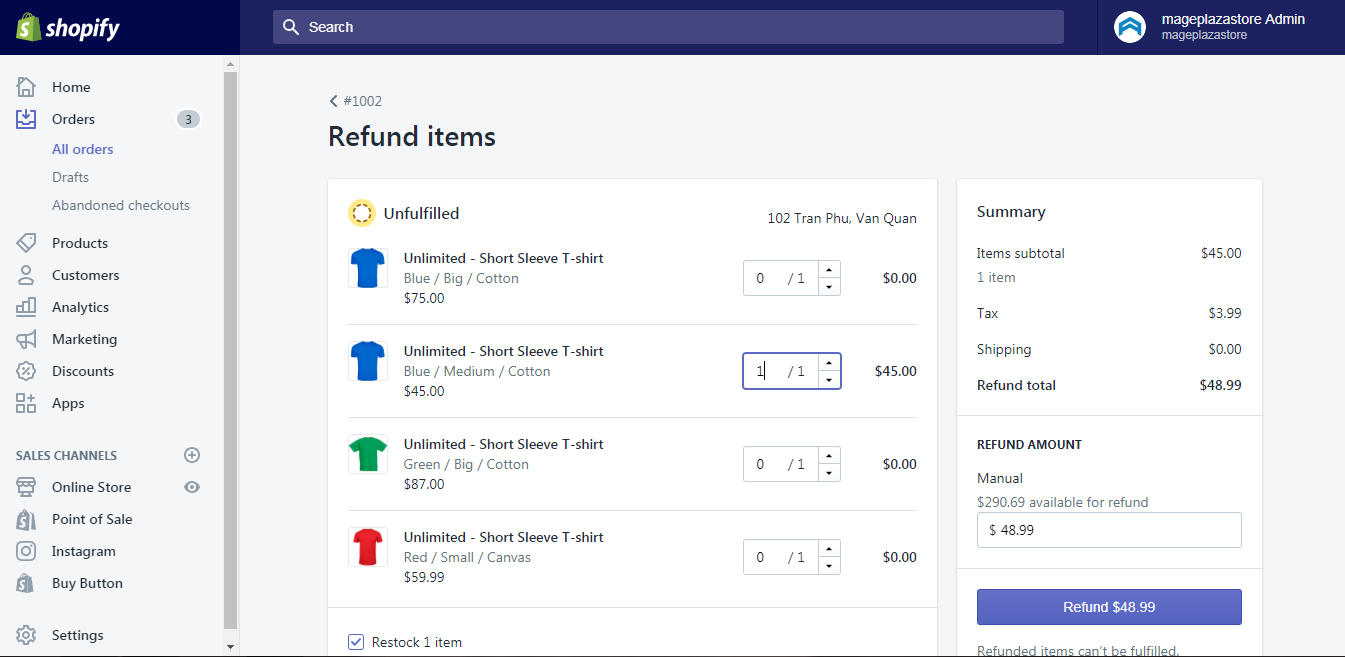 shopify
Search
mageplazastore Admin
mageplazastore
Home
Orders
3
All orders
Drafts
Abandoned checkouts
Products
Customers
Analytics
Marketing
Discounts
Apps
SALES CHANNELS
Online Store
Point of Sale
Instagram
Buy Button
Settings
#1002
Refund items
Unfulfilled
102 Tran Phu, Van Quan
Unlimited - Short Sleeve T-shirt
Blue / Big / Cotton
$75.00
0 / 1
$0.00
Unlimited - Short Sleeve T-shirt
Blue / Medium / Cotton
$45.00
1 / 1
$45.00
Unlimited - Short Sleeve T-shirt
Green / Big / Cotton
$87.00
0 / 1
$0.00
Unlimited - Short Sleeve T-shirt
Red / Small / Canvas
$59.99
0 / 1
$0.00
Restock 1 item
Summary
Items subtotal $45.00
1 item
Tax $3.99
Shipping $0.00
Refund total $48.99
REFUND AMOUNT
Manual
$290.69 available for refund
$ 48.99
Refund $48.99
Refunded items can't be fulfilled.